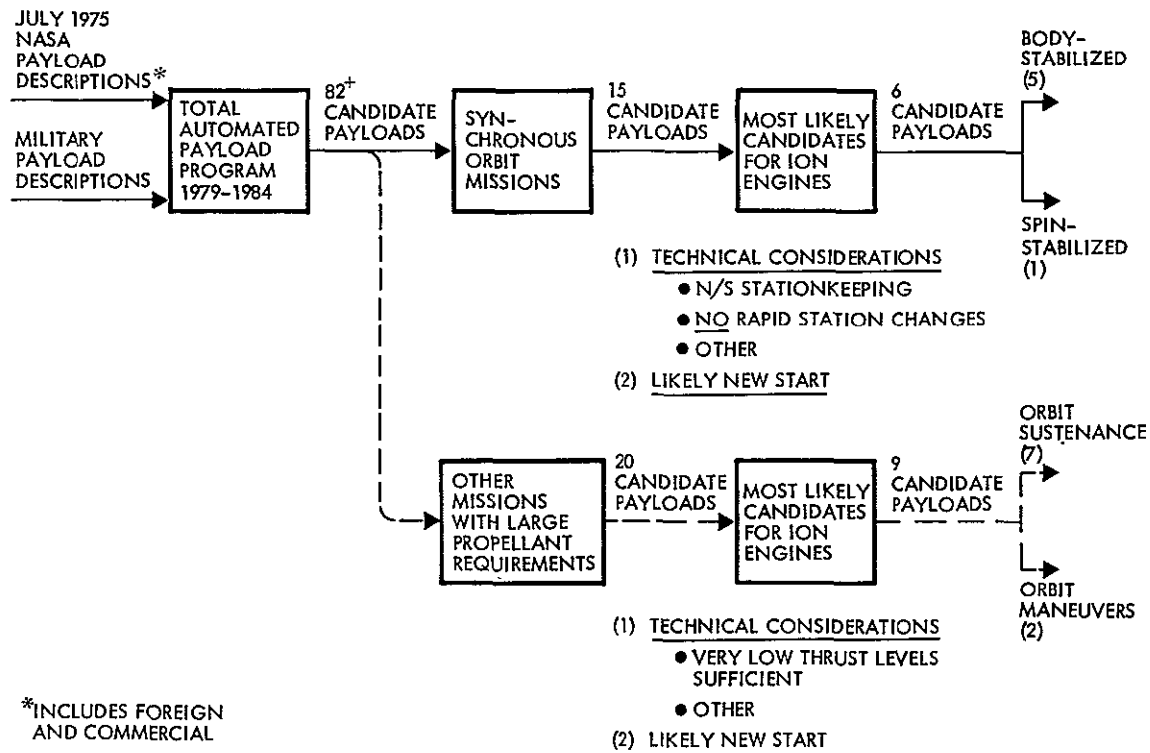 JULY 1975
NASA
PAYLOAD
DESCRIPTIONS*
MILITARY
PAYLOAD
DESCRIPTIONS
TOTAL
AUTOMATED
PAYLOAD
PROGRAM
1979-1984
82+
CANDIDATE
PAYLOADS
SYN-
CHRONOUS
ORBIT
MISSIONS
15
CANDIDATE
PAYLOADS
MOST LIKELY
CANDIDATES
FOR ION
ENGINES
6
CANDIDATE
PAYLOADS
BODY-
STABILIZED
(5)
SPIN-
STABILIZED
(1)
(1) TECHNICAL CONSIDERATIONS
● N/S STATIONKEEPING
● NO RAPID STATION CHANGES
● OTHER
(2) LIKELY NEW START
OTHER
MISSIONS
WITH LARGE
PROPELLANT
REQUIREMENTS
20
CANDIDATE
PAYLOADS
MOST LIKELY
CANDIDATES
FOR ION
ENGINES
9
CANDIDATE
PAYLOADS
ORBIT
SUSTENANCE
(7)
ORBIT
MANEUVERS
(2)
(1) TECHNICAL CONSIDERATIONS
● VERY LOW THRUST LEVELS
SUFFICIENT
● OTHER
(2) LIKELY NEW START
*INCLUDES FOREIGN
AND COMMERCIAL